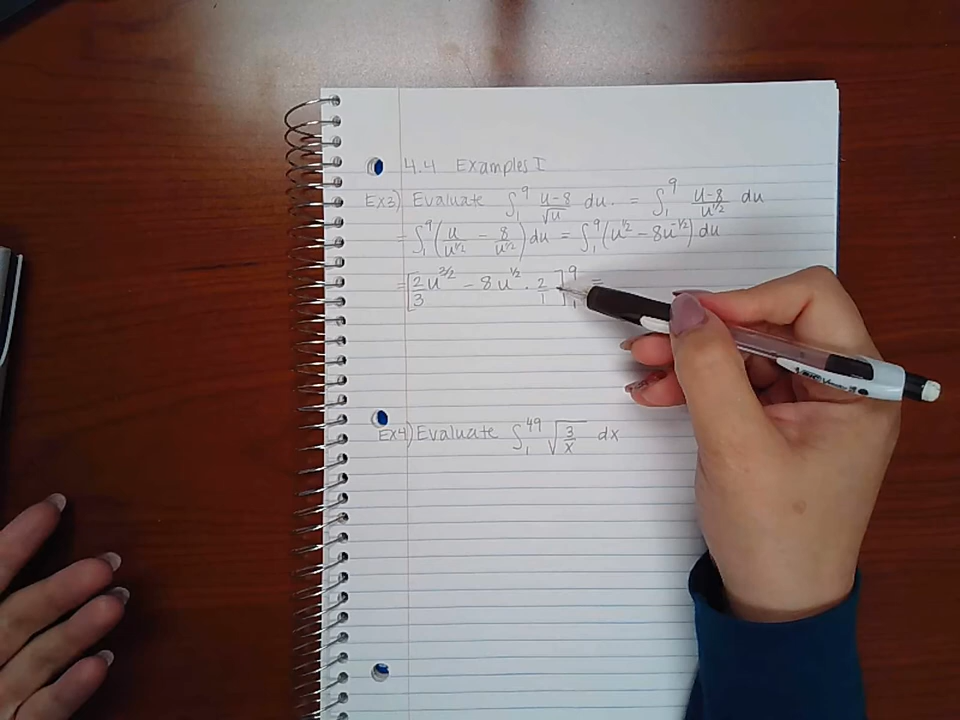 4.4 Examples I
Ex3) Evaluate ∫₁⁹ (u-8)/√u du. = ∫₁⁹ (u-8)/u^(1/2) du
= ∫₁⁹ (u/u^(1/2) - 8/u^(1/2)) du = ∫₁⁹ (u^(1/2) - 8u^(-1/2)) du
= [2/3 u^(3/2) - 8u^(1/2) · 2/1]₁⁹ =
Ex4) Evaluate ∫₁⁴⁹ √(3/x) dx